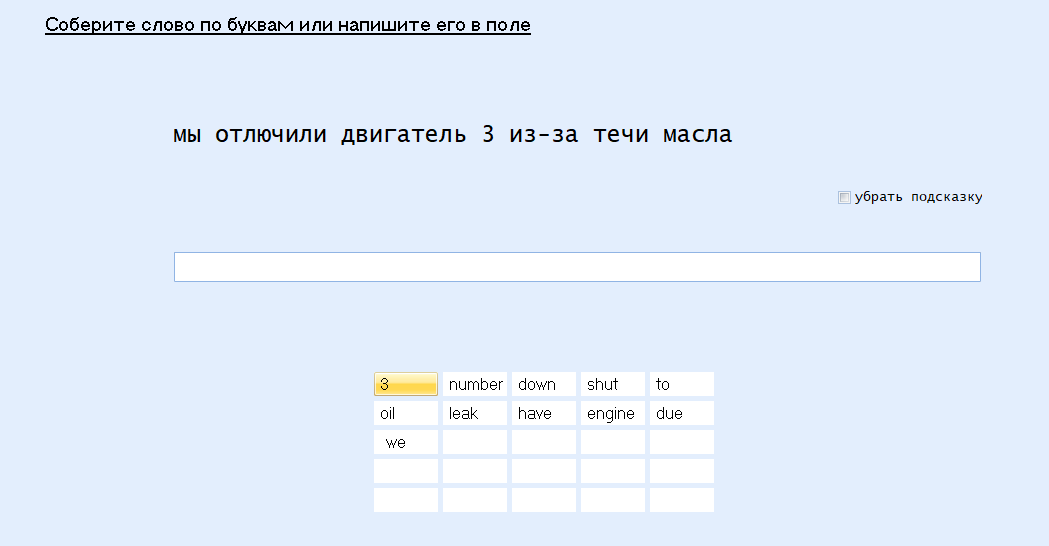 Соберите слово по буквам или напишите его в поле
мы отлючили двигатель 3 из-за течи масла
убрать подсказку
3 number down shut to
oil leak have engine due
we